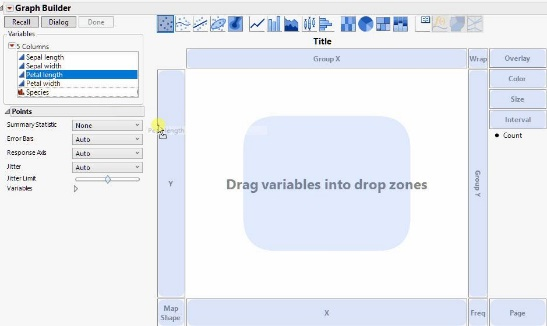 Graph Builder
Recall Dialog Done
Variables
5 Columns
Sepal length
Sepal width
Petal length
Petal width
Species
Points
Summary Statistic None
Error Bars Auto
Response Axis Auto
Jitter Auto
Jitter Limit
Variables
Title
Group X
Wrap
Overlay
Color
Size
Interval
Count
Y
Drag variables into drop zones
Group Y
Map
Shape
X
Freq
Page